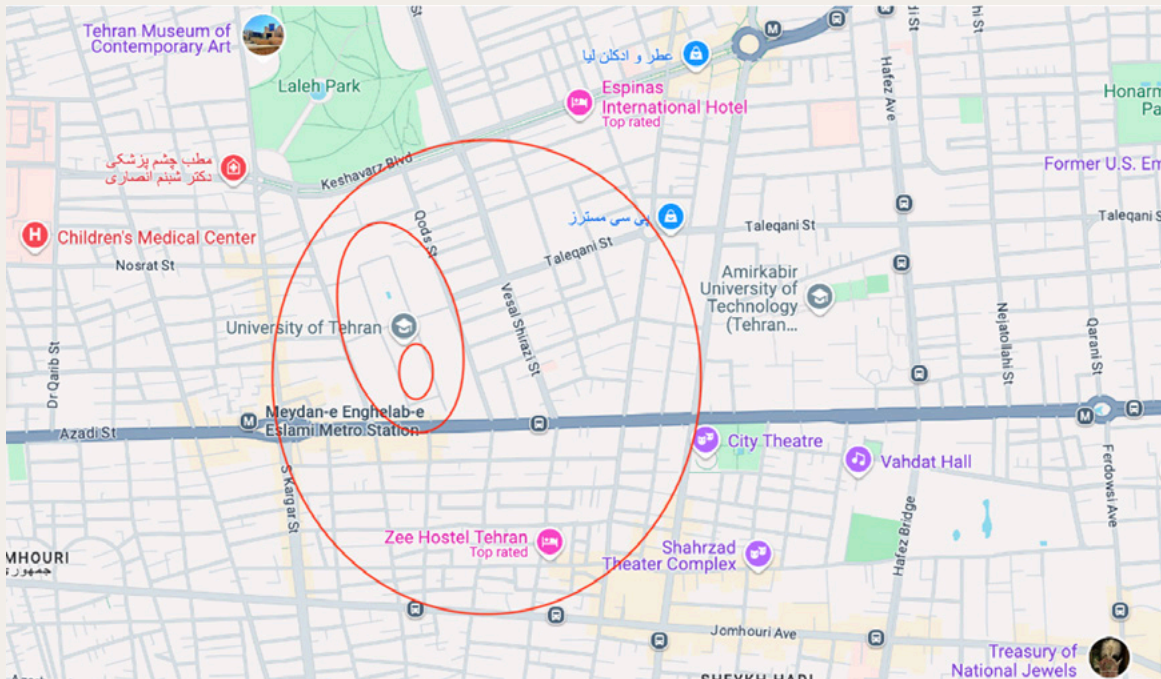 Tehran Museum of
Contemporary Art
Laleh Park
عطر و ادکلن لیا
Espinas
International Hotel
Top rated
Hafez Ave
Former U.S. Em
مطب چشم پزشکی
دکتر شبنم انصاری
Keshavarz Blvd
Children's Medical Center
Nosrat St
Qods St
پی سی مسترز
Taleqani St
Taleqani St
Taleqani S
Amirkabir
University of
Technology
(Tehran...
University of Tehran
Vesal Shirazi St
Nejatollahi St
Qarani St
Dr Qarib St
Meydan-e Enghelab-e
Eslami Metro Station
Azadi St
City Theatre
Vahdat Hall
S Kargar St
Ferdowsi Ave
Hafez Bridge
Zee Hostel Tehran
Top rated
Shahrzad
Theater Complex
MHOURI
جمهوری
Jomhouri Ave
Treasury of
National Jewels